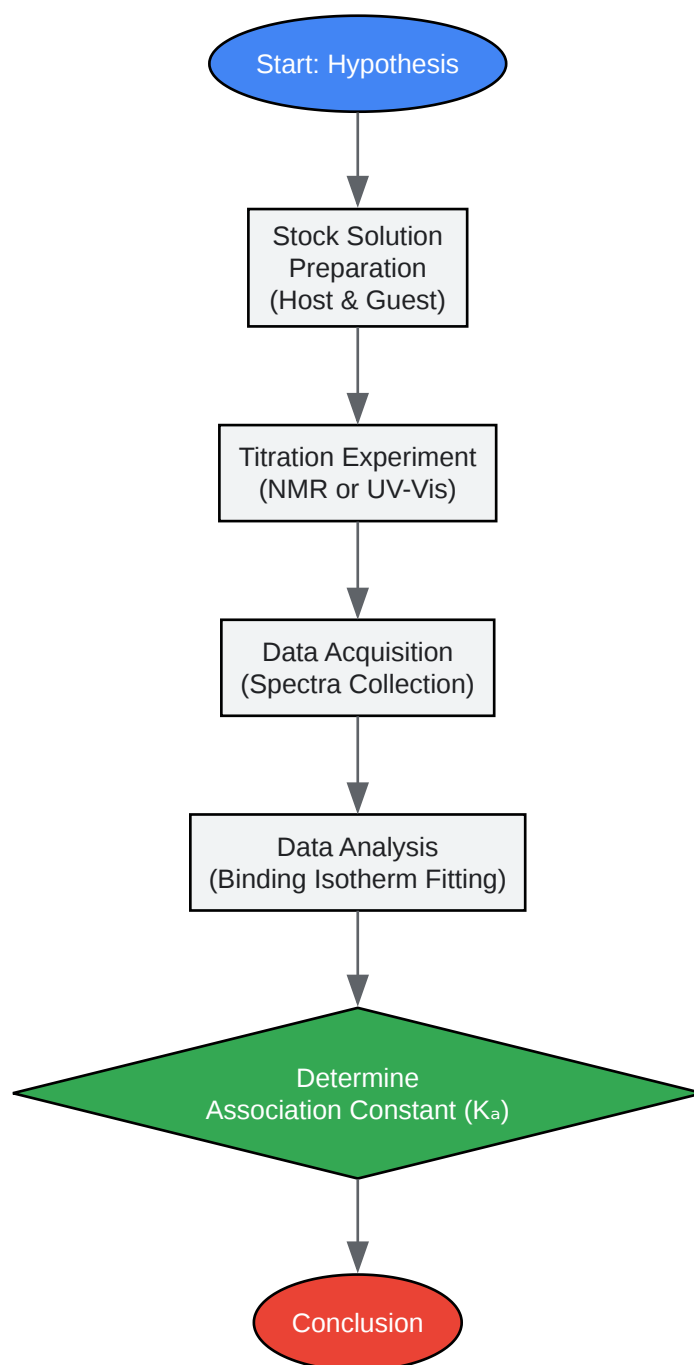 Start: Hypothesis
Stock Solution
Preparation
(Host & Guest)
Titration Experiment
(NMR or UV-Vis)
Data Acquisition
(Spectra Collection)
Data Analysis
(Binding Isotherm Fitting)
Determine
Association Constant (Kₐ)
Conclusion